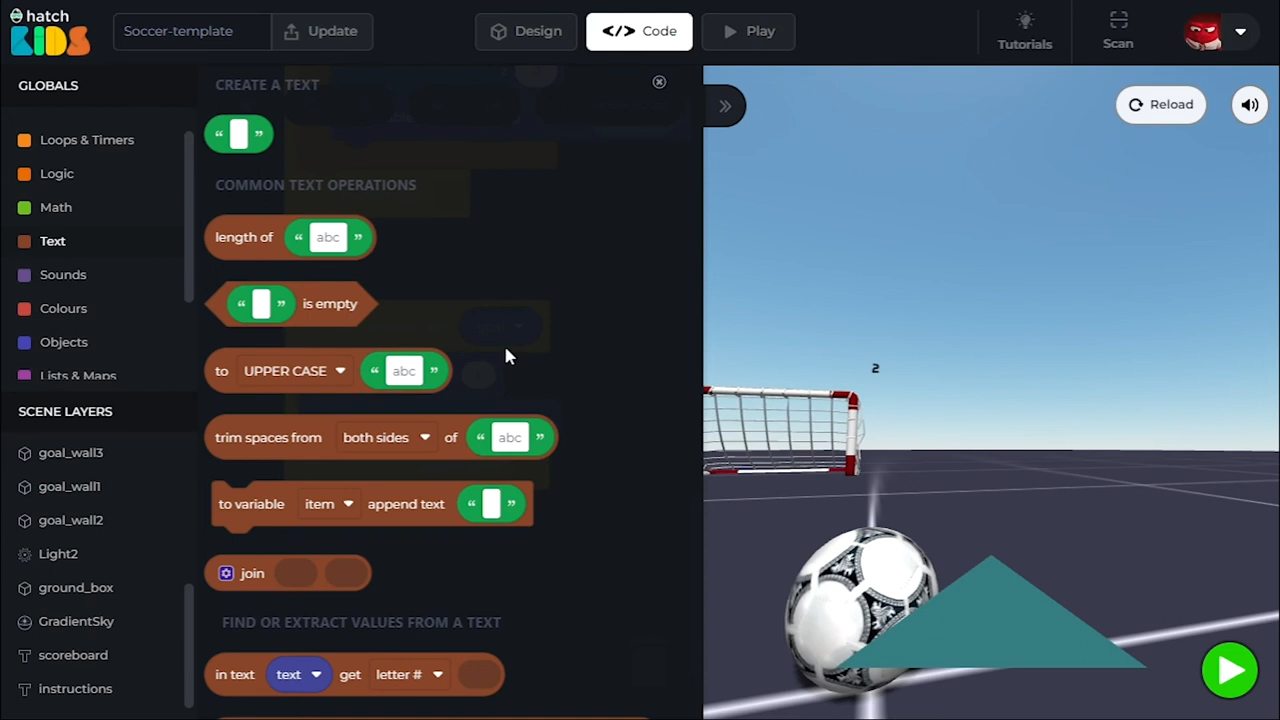 hatch
KIDS
Soccer-template
Update
Design
</> Code
Play
Tutorials
Scan
GLOBALS
Loops & Timers
Logic
Math
Text
Sounds
Colours
Objects
Lists & Maps
SCENE LAYERS
goal_wall3
goal_wall1
goal_wall2
Light2
ground_box
GradientSky
scoreboard
instructions
CREATE A TEXT
“ ”
COMMON TEXT OPERATIONS
length of “ abc ”
“ ” is empty
to UPPER CASE “ abc ”
trim spaces from both sides of “ abc ”
to variable item append text “ ”
join
FIND OR EXTRACT VALUES FROM A TEXT
in text text get letter #
Reload
2